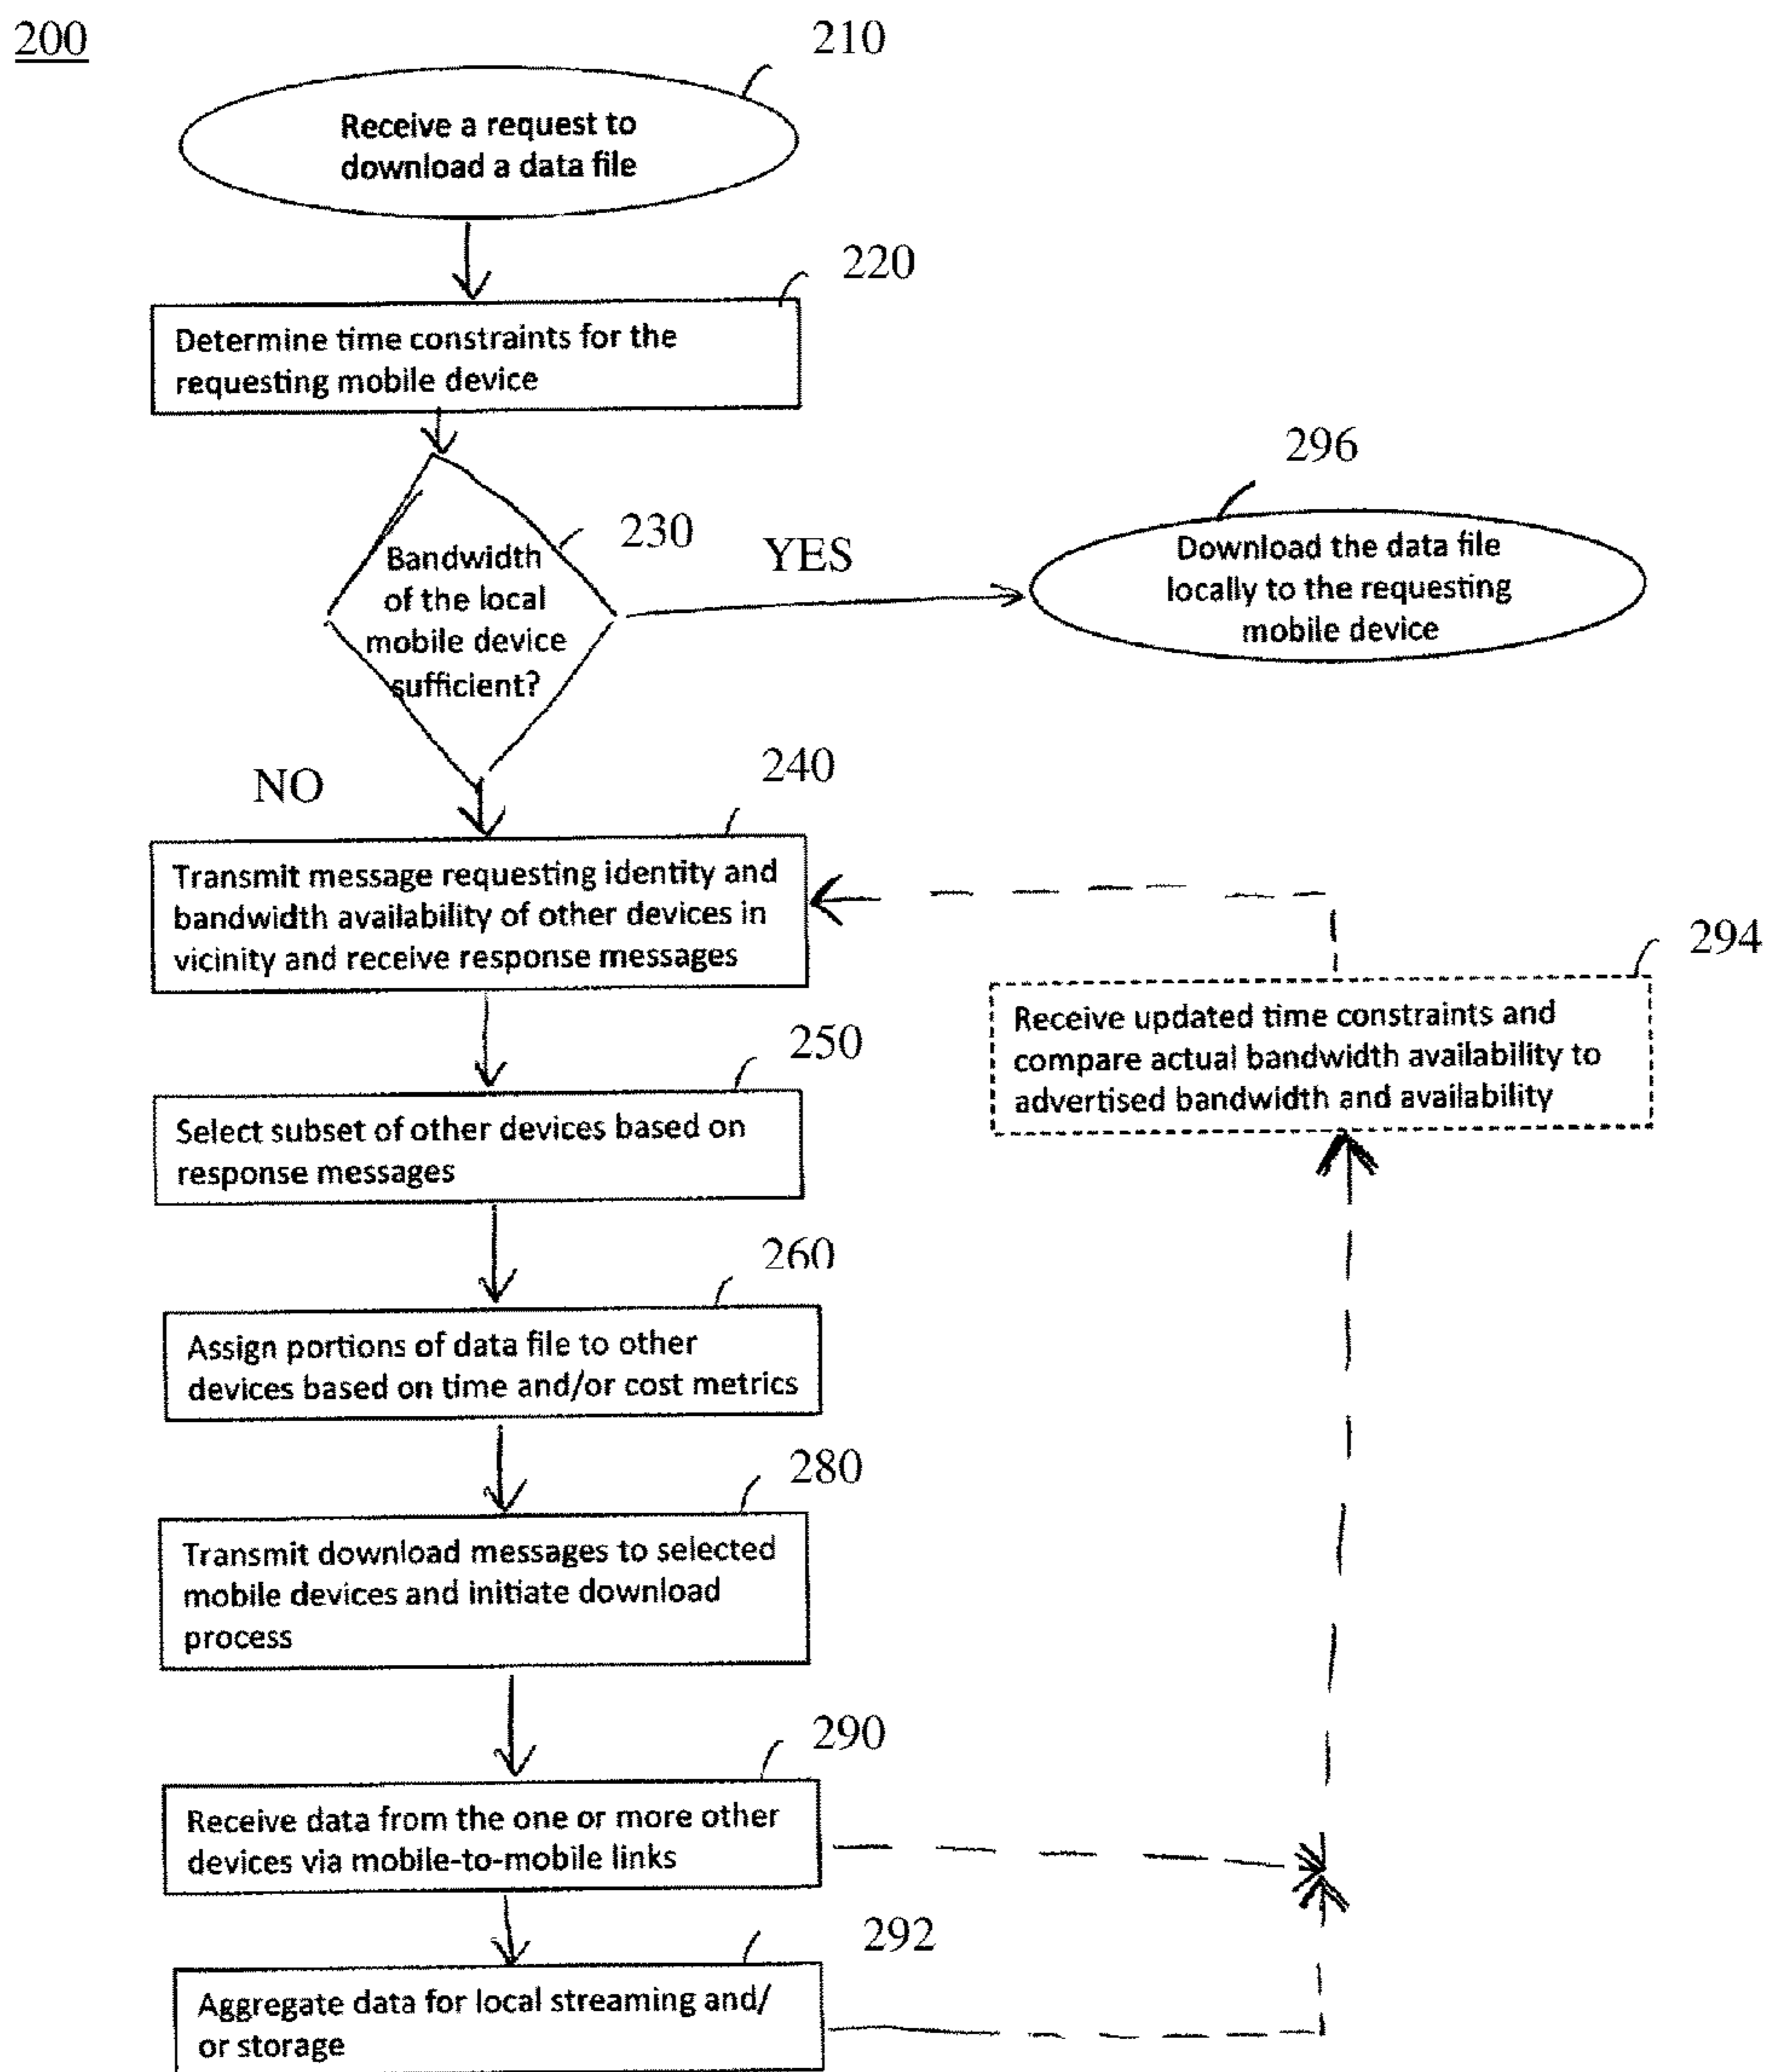 200
210
Receive a request to
download a data file
220
Determine time constraints for the
requesting mobile device
230
Bandwidth
of the local
mobile device
sufficient?
YES
296
Download the data file
locally to the requesting
mobile device
NO
240
Transmit message requesting identity and
bandwidth availability of other devices in
vicinity and receive response messages
294
Receive updated time constraints and
compare actual bandwidth availability to
advertised bandwidth and availability
250
Select subset of other devices based on
response messages
260
Assign portions of data file to other
devices based on time and/or cost metrics
280
Transmit download messages to selected
mobile devices and initiate download
process
290
Receive data from the one or more other
devices via mobile-to-mobile links
292
Aggregate data for local streaming and/
or storage